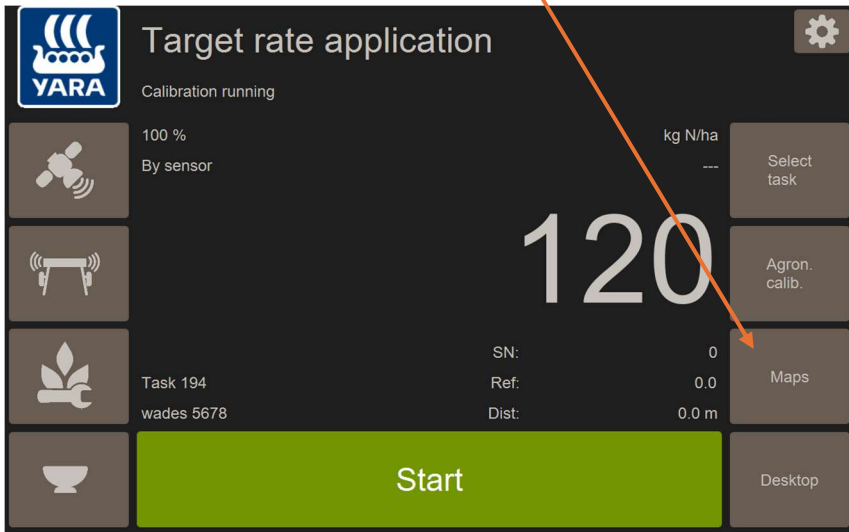 YARA
Target rate application
Calibration running
100 % kg N/ha
By sensor ---
120
SN: 0
Task 194 Ref: 0.0
wades 5678 Dist: 0.0 m
Start
Select
task
Agron.
calib.
Maps
Desktop